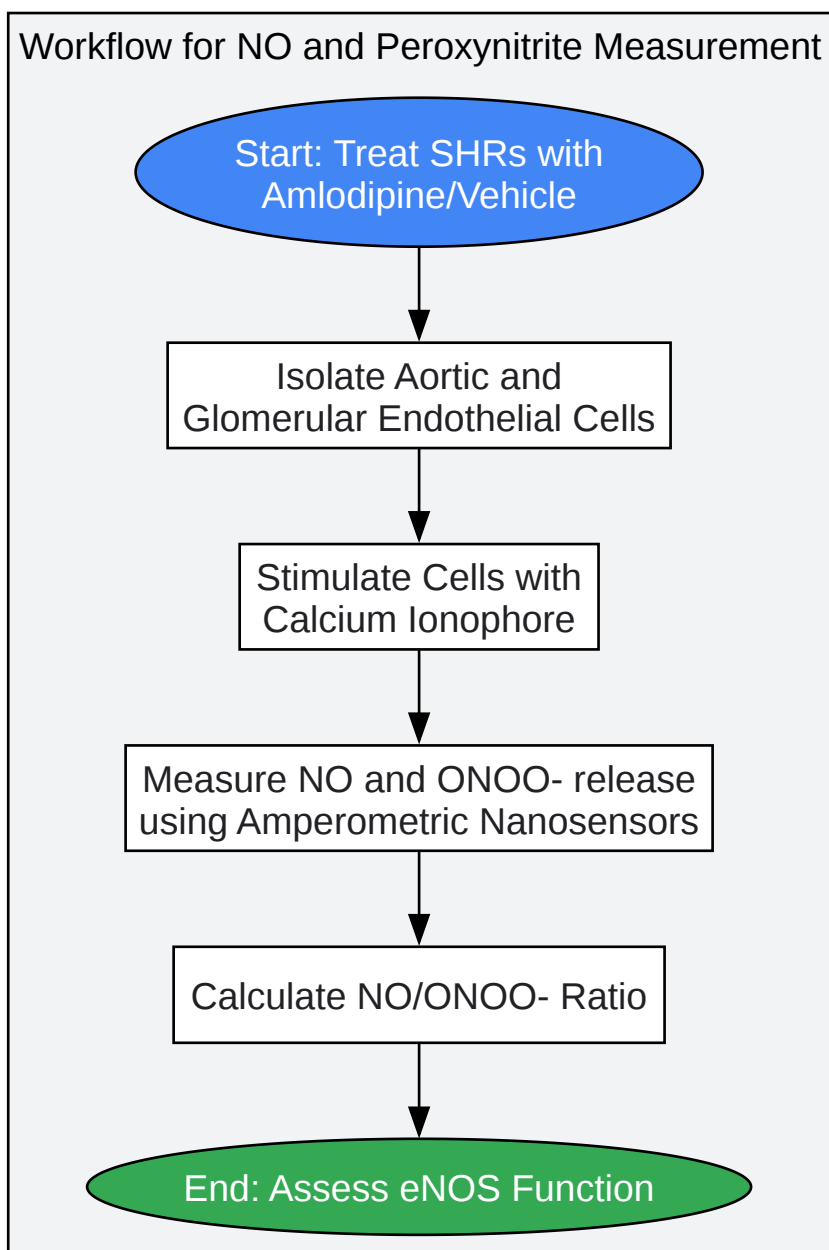 Workflow for NO and Peroxynitrite Measurement
Start: Treat SHRs with
Amlodipine/Vehicle
Isolate Aortic and
Glomerular Endothelial Cells
Stimulate Cells with
Calcium Ionophore
Measure NO and ONOO- release
using Amperometric Nanosensors
Calculate NO/ONOO- Ratio
End: Assess eNOS Function